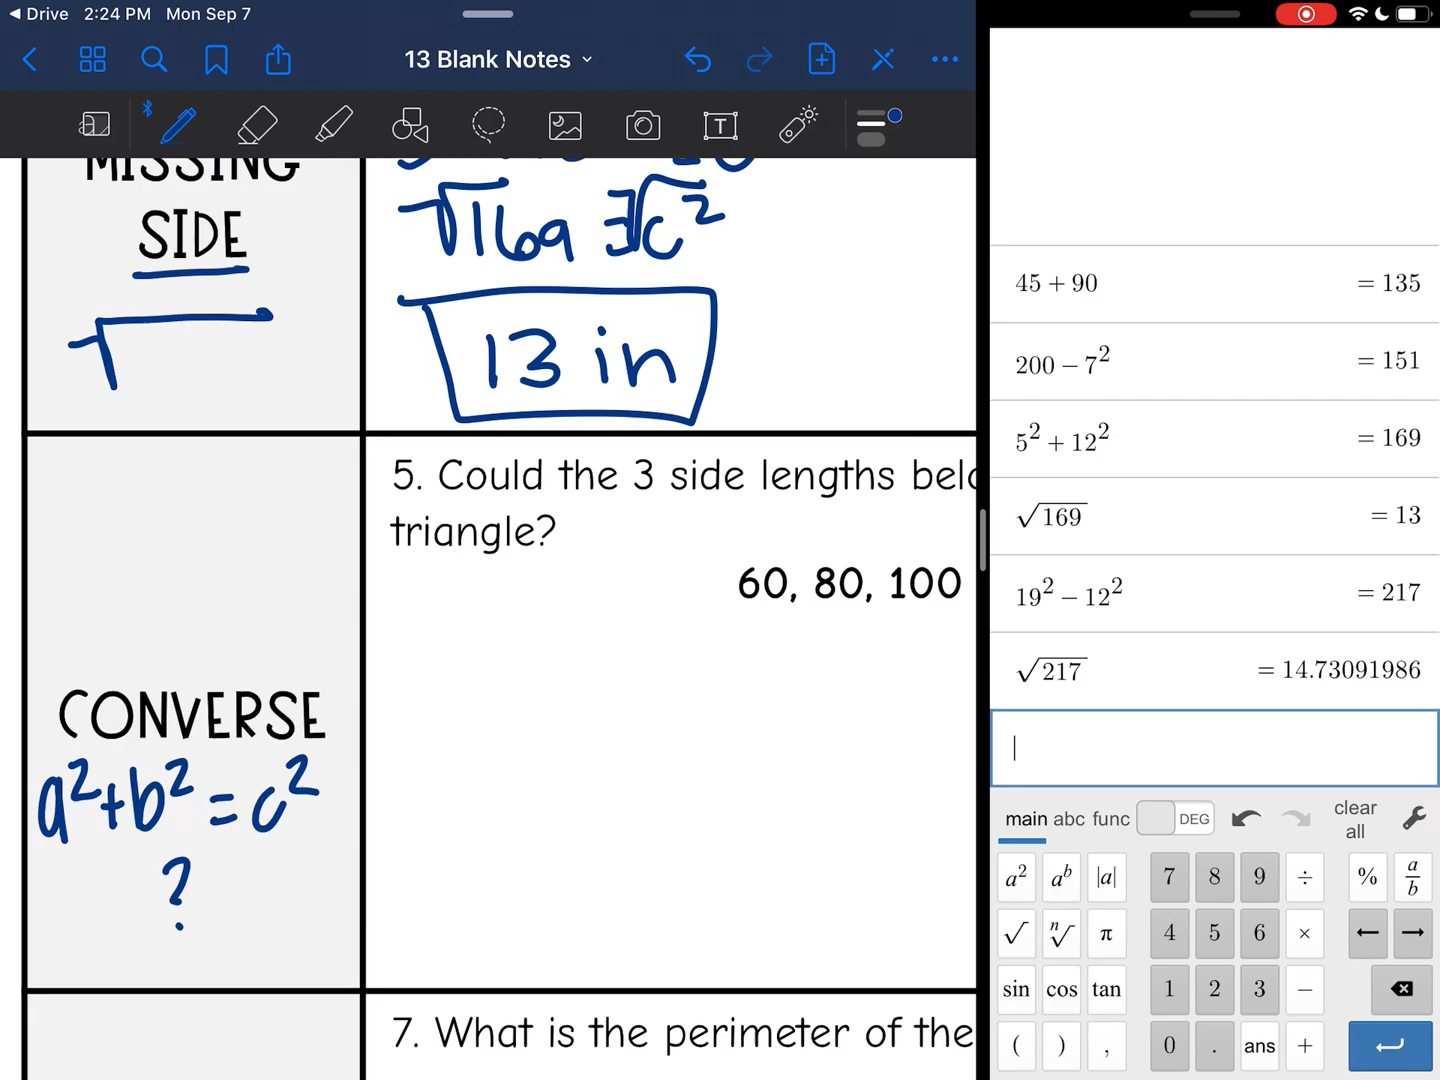 Drive 2:24 PM Mon Sep 7
13 Blank Notes
T
MISSING
SIDE
√
√169 = √c²
13 in
5. Could the 3 side lengths
triangle?
60, 80, 100
CONVERSE
a²+b² = c²
?
7. What is the perimeter of the
45 + 90 = 135
200 − 7² = 151
5² + 12² = 169
√169 = 13
19² − 12² = 217
√217 = 14.73091986
main abc func DEG clear all
a² aᵇ |a| 7 8 9 ÷ % a/b
√ ⁿ√ π 4 5 6 × ← →
sin cos tan 1 2 3 −
( ) , 0 . ans +